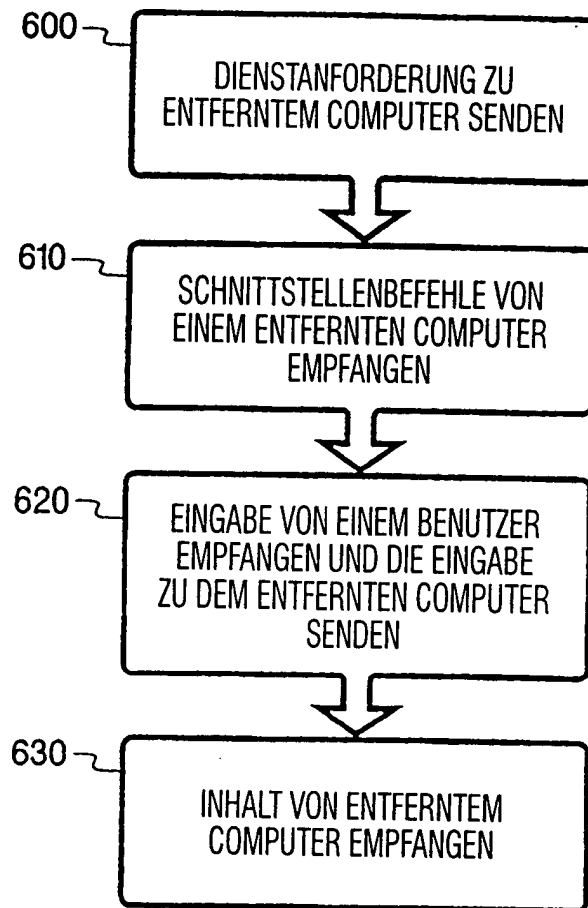 600
DIENSTANFORDERUNG ZU
ENTFERNTEM COMPUTER SENDEN
610
SCHNITTSTELLENBEFEHLE VON
EINEM ENTFERNTEN COMPUTER
EMPFANGEN
620
EINGABE VON EINEM BENUTZER
EMPFANGEN UND DIE EINGABE
ZU DEM ENTFERNTEN COMPUTER
SENDEN
630
INHALT VON ENTFERNTEM
COMPUTER EMPFANGEN